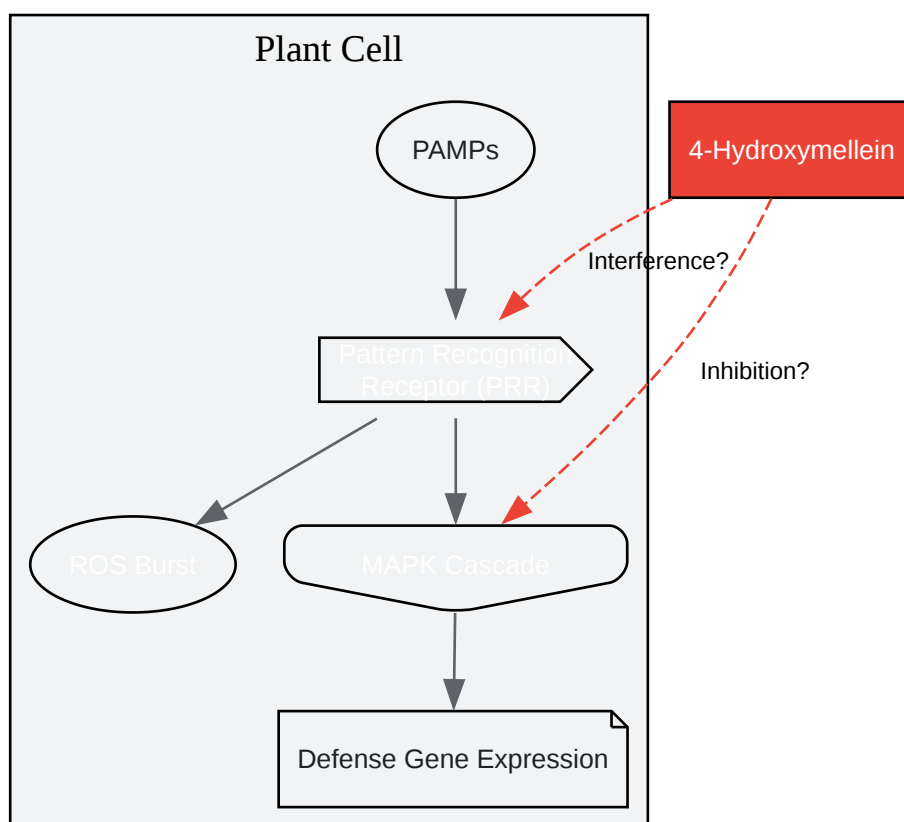 Plant Cell
PAMPs
4-Hydroxymellein
Interference?
Pattern Recognition
Receptor (PRR)
Inhibition?
ROS Burst
MAPK Cascade
Defense Gene Expression